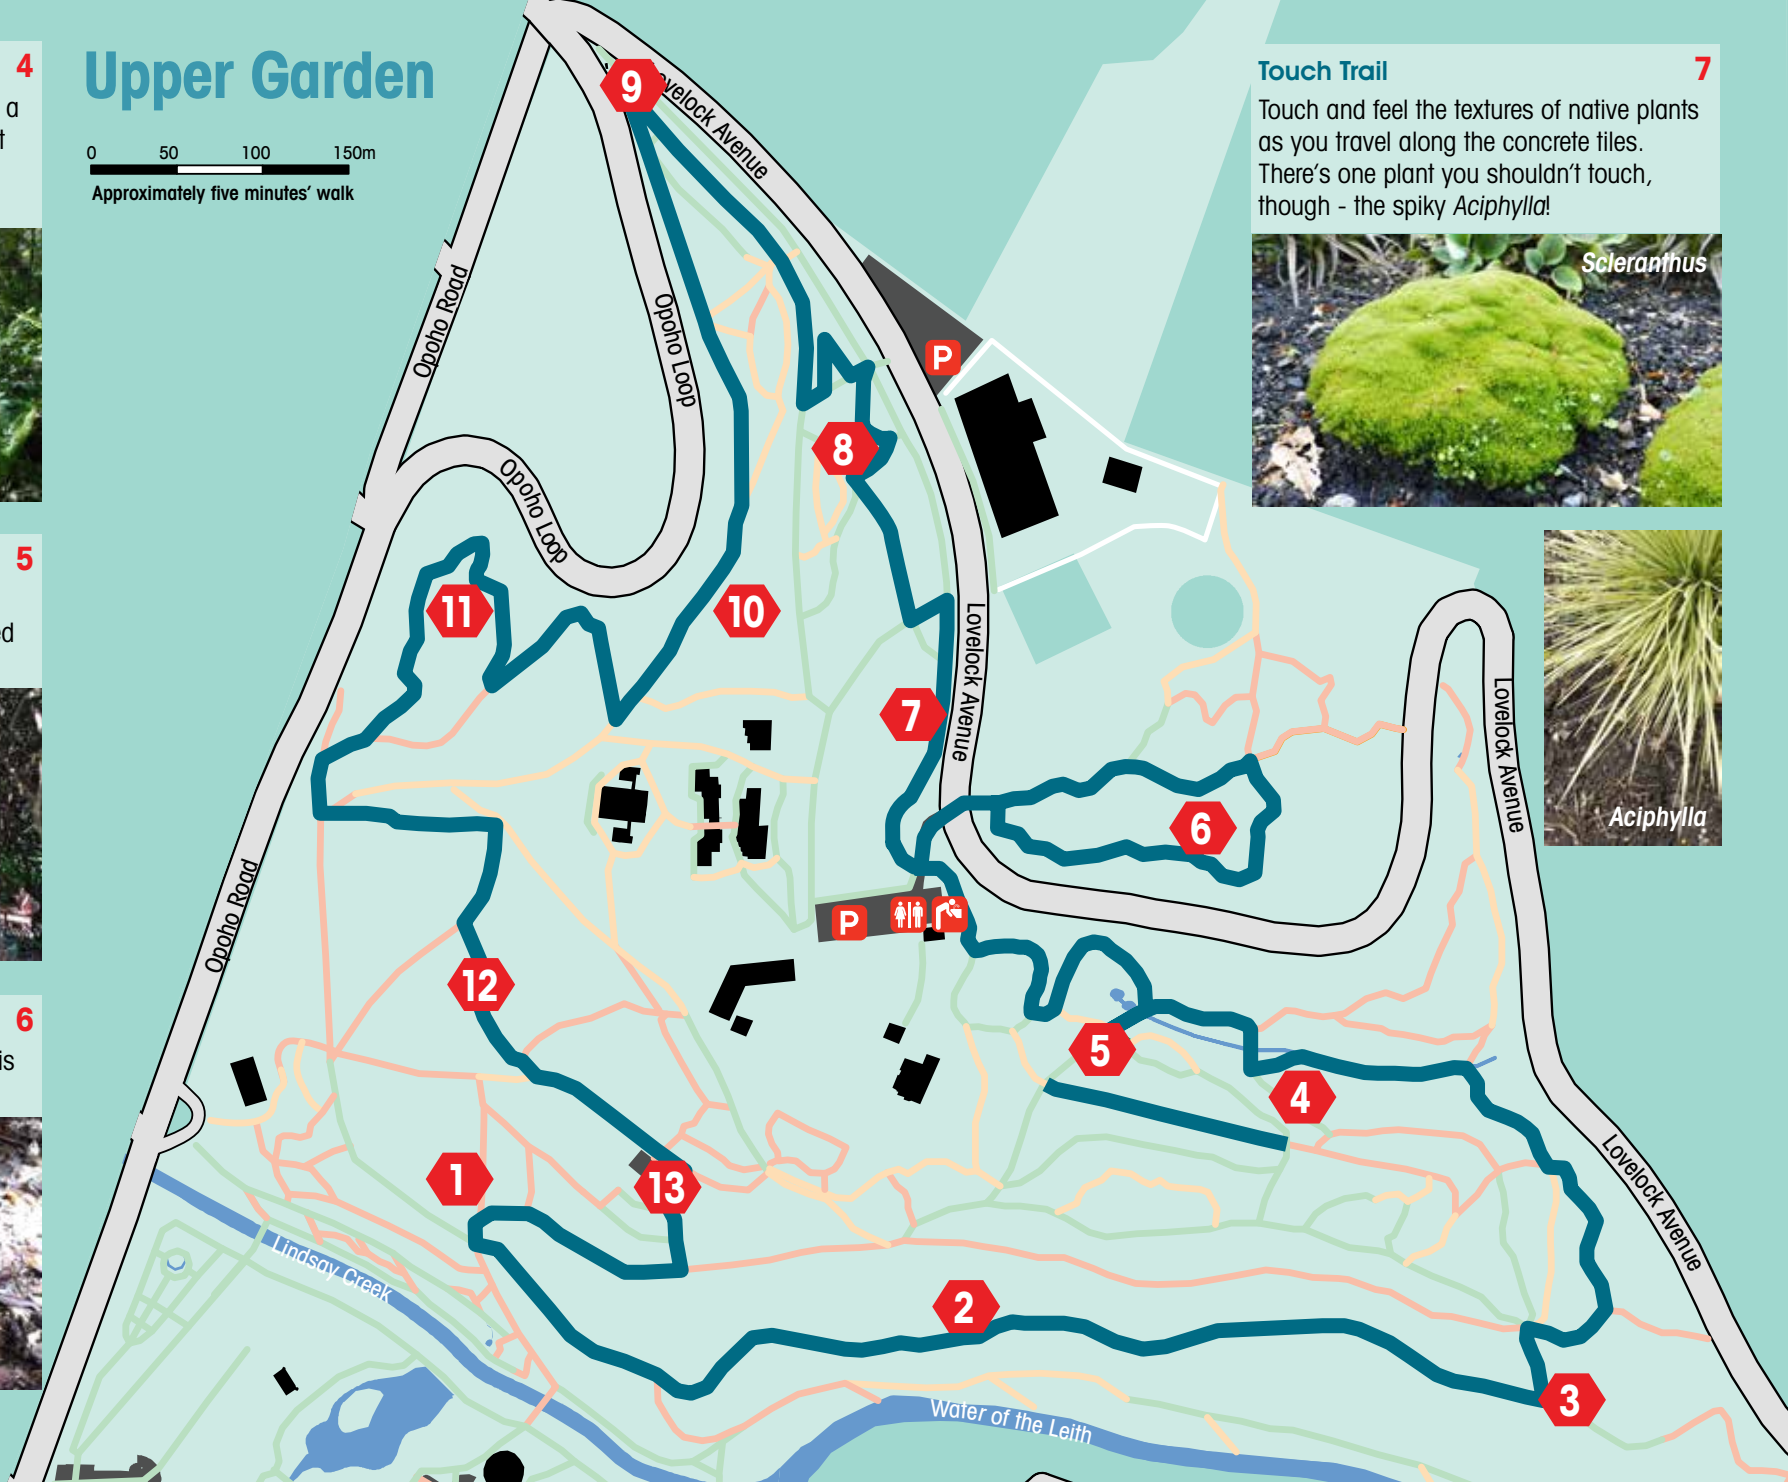 4
a
t
5
ed
6
is
Upper Garden
0 50 100 150m
Approximately five minutes' walk
Touch Trail 7
Touch and feel the textures of native plants
as you travel along the concrete tiles.
There's one plant you shouldn't touch,
though - the spiky Aciphylla!
Scleranthus
Aciphylla
9
Lovelock Avenue
Opoho Road
Opoho Loop
P
8
Opoho Loop
11
10
Lovelock Avenue
7
Lovelock Avenue
6
Opoho Road
P
12
5
4
1
13
Lovelock Avenue
Lindsay Creek
2
3
Water of the Leith